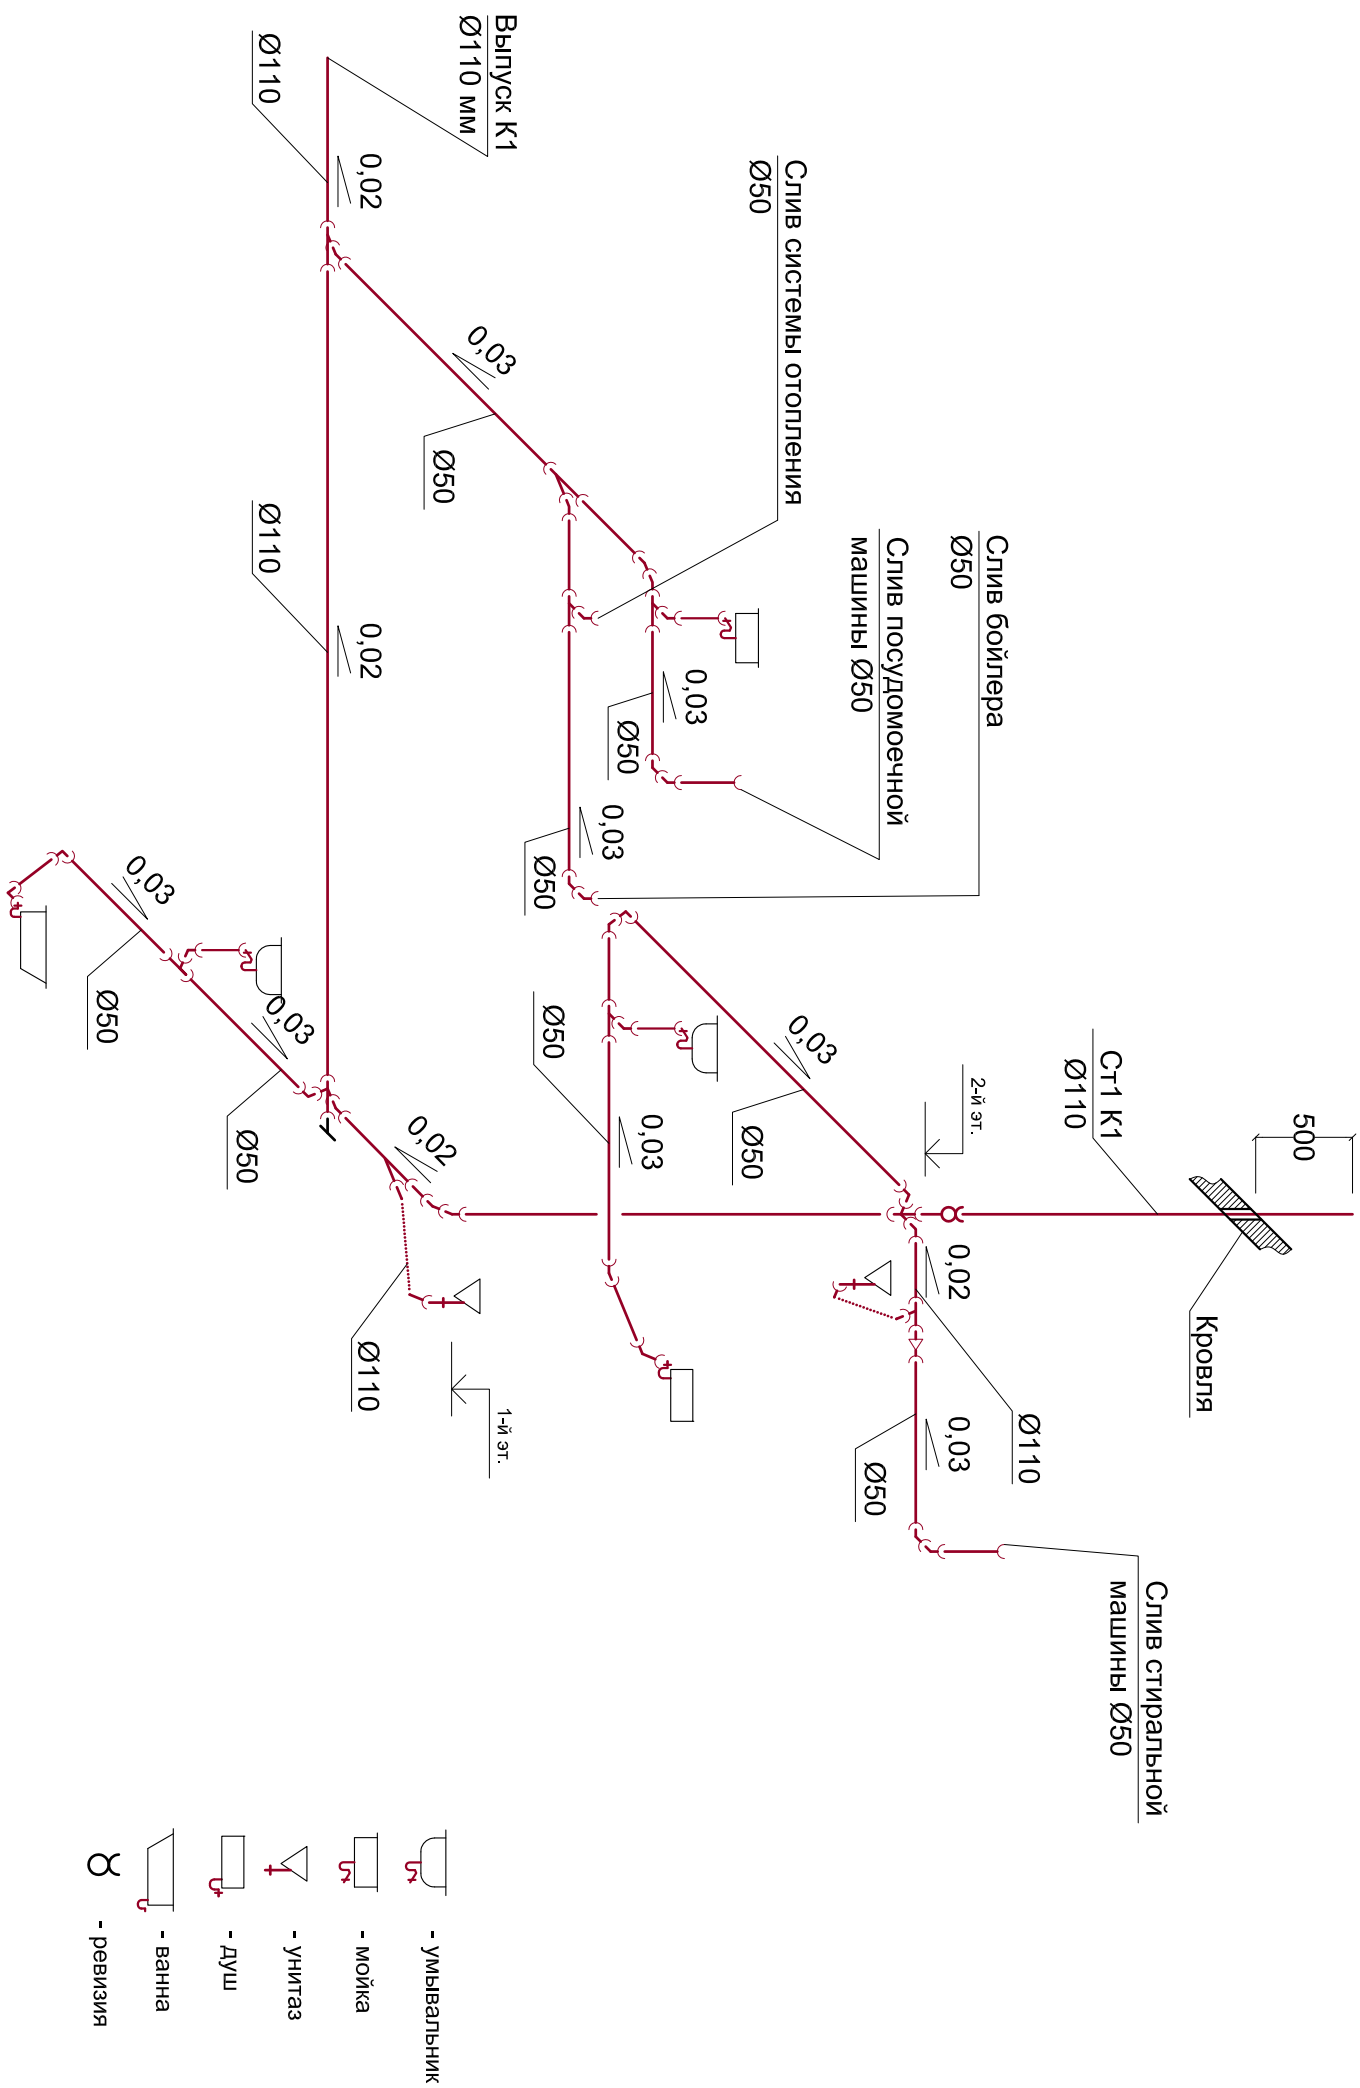 500
Кровля
Слив стиральной
машины Ø50
Ст1 К1
Ø110
Ø110
Слив бойлера
Ø50
2-й эт.
0,02
0,03
Слив посудомоечной
машины Ø50
Ø50
0,03
Слив системы отопления
Ø50
Ø50
0,03
0,03
Ø50
0,03
Ø50
Ø50
Выпуск К1
Ø110 мм
1-й эт.
0,03
Ø50
0,02
0,02
0,02
Ø110
0,03
Ø110
Ø110
Ø50
0,03
Ø50
- умывальник
- мойка
- унитаз
- душ
- ванна
- ревизия